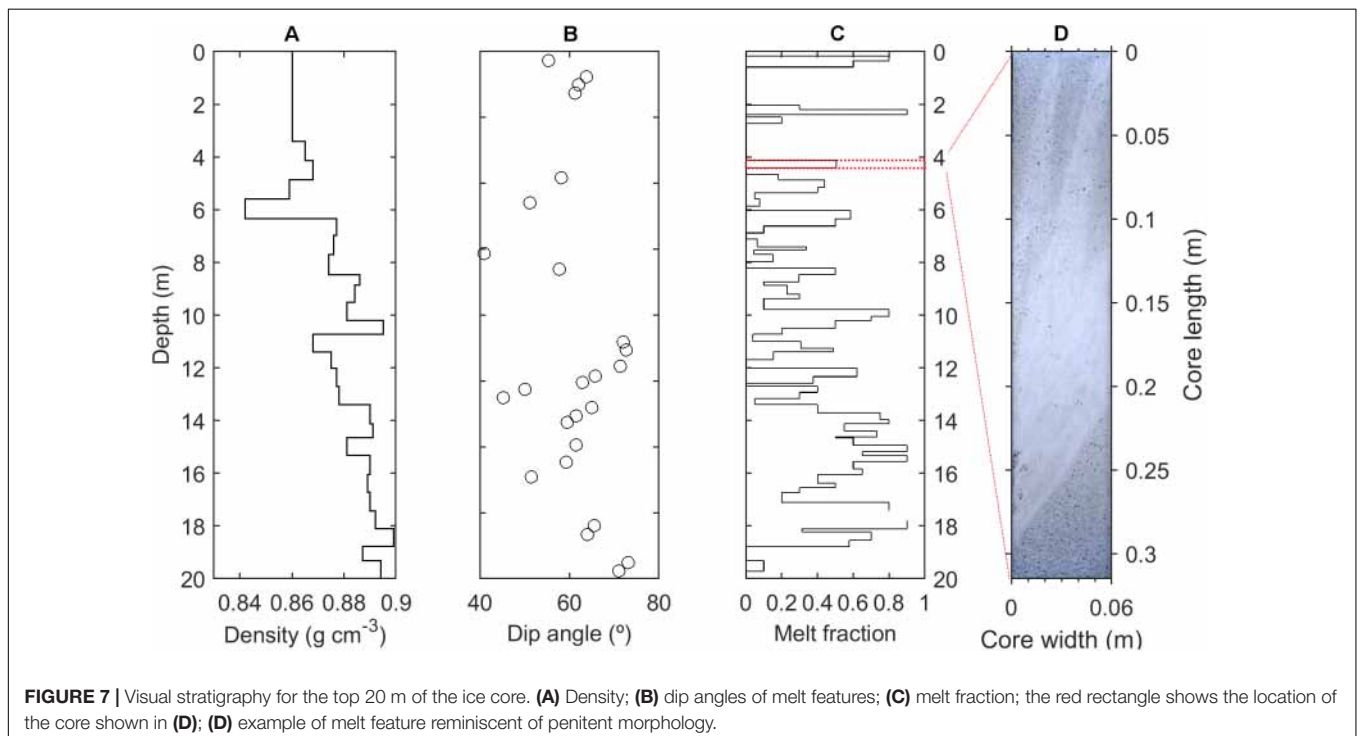 A
B
C
D
0
2
4
6
8
10
12
14
16
18
20
Depth (m)
0.84 0.86 0.88 0.9
Density (g cm-3)
40 60 80
Dip angle (º)
0
2
4
6
8
10
12
14
16
18
20
0 0.2 0.4 0.6 0.8 1
Melt fraction
0
0.05
0.1
0.15
0.2
0.25
0.3
Core length (m)
0 0.06
Core width (m)
FIGURE 7 | Visual stratigraphy for the top 20 m of the ice core. (A) Density; (B) dip angles of melt features; (C) melt fraction; the red rectangle shows the location of
the core shown in (D); (D) example of melt feature reminiscent of penitent morphology.